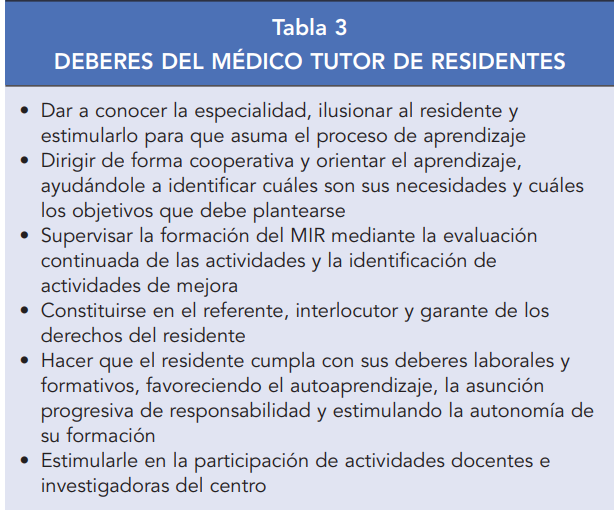 Tabla 3
DEBERES DEL MÉDICO TUTOR DE RESIDENTES
• Dar a conocer la especialidad, ilusionar al residente y
estimularlo para que asuma el proceso de aprendizaje
• Dirigir de forma cooperativa y orientar el aprendizaje,
ayudándole a identificar cuáles son sus necesidades y cuáles
los objetivos que debe plantearse
• Supervisar la formación del MIR mediante la evaluación
continuada de las actividades y la identificación de
actividades de mejora
• Constituirse en el referente, interlocutor y garante de los
derechos del residente
• Hacer que el residente cumpla con sus deberes laborales y
formativos, favoreciendo el autoaprendizaje, la asunción
progresiva de responsabilidad y estimulando la autonomía de
su formación
• Estimularle en la participación de actividades docentes e
investigadoras del centro